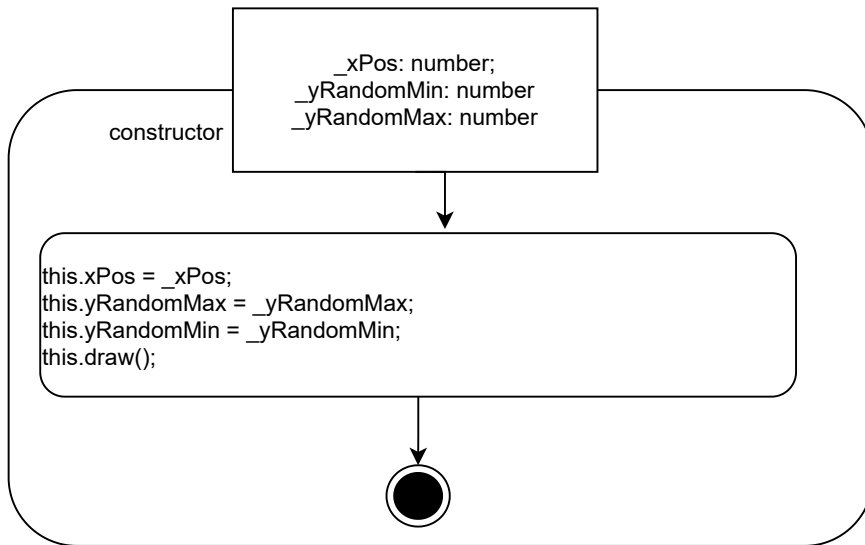 _xPos: number;
_yRandomMin: number
_yRandomMax: number
constructor
this.xPos = _xPos;
this.yRandomMax = _yRandomMax;
this.yRandomMin = _yRandomMin;
this.draw();